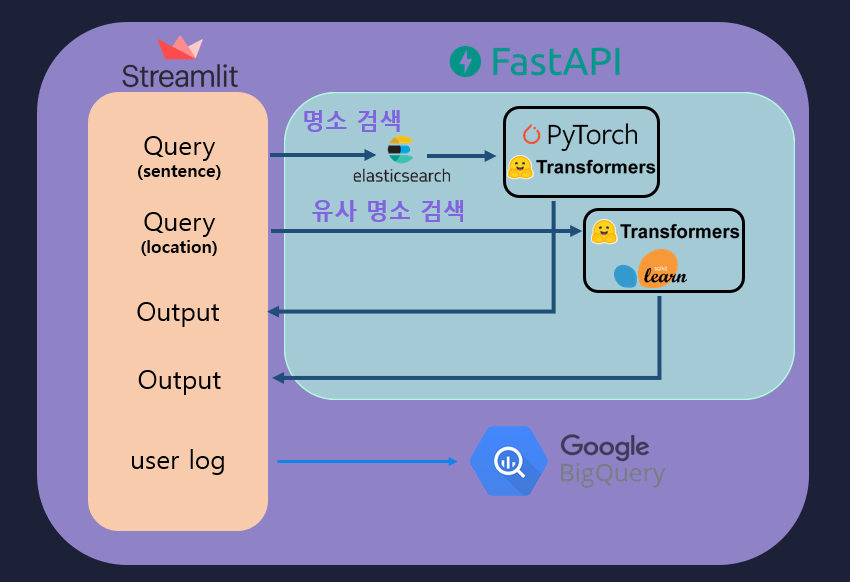 Streamlit
FastAPI
Query
(sentence)
명소 검색
elasticsearch
PyTorch
Transformers
Query
(location)
유사 명소 검색
Transformers
scikit
learn
Output
Output
user log
Google
BigQuery